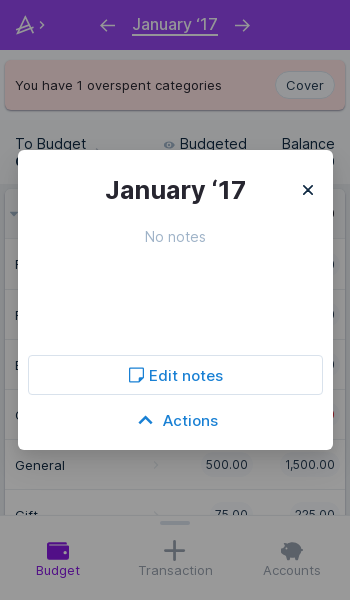 January ‘17
You have 1 overspent categories
Cover
To Budget
Budgeted
Balance
January ‘17
No notes
Edit notes
Actions
General 500.00 1,500.00
Gift 75.00 225.00
Budget
Transaction
Accounts